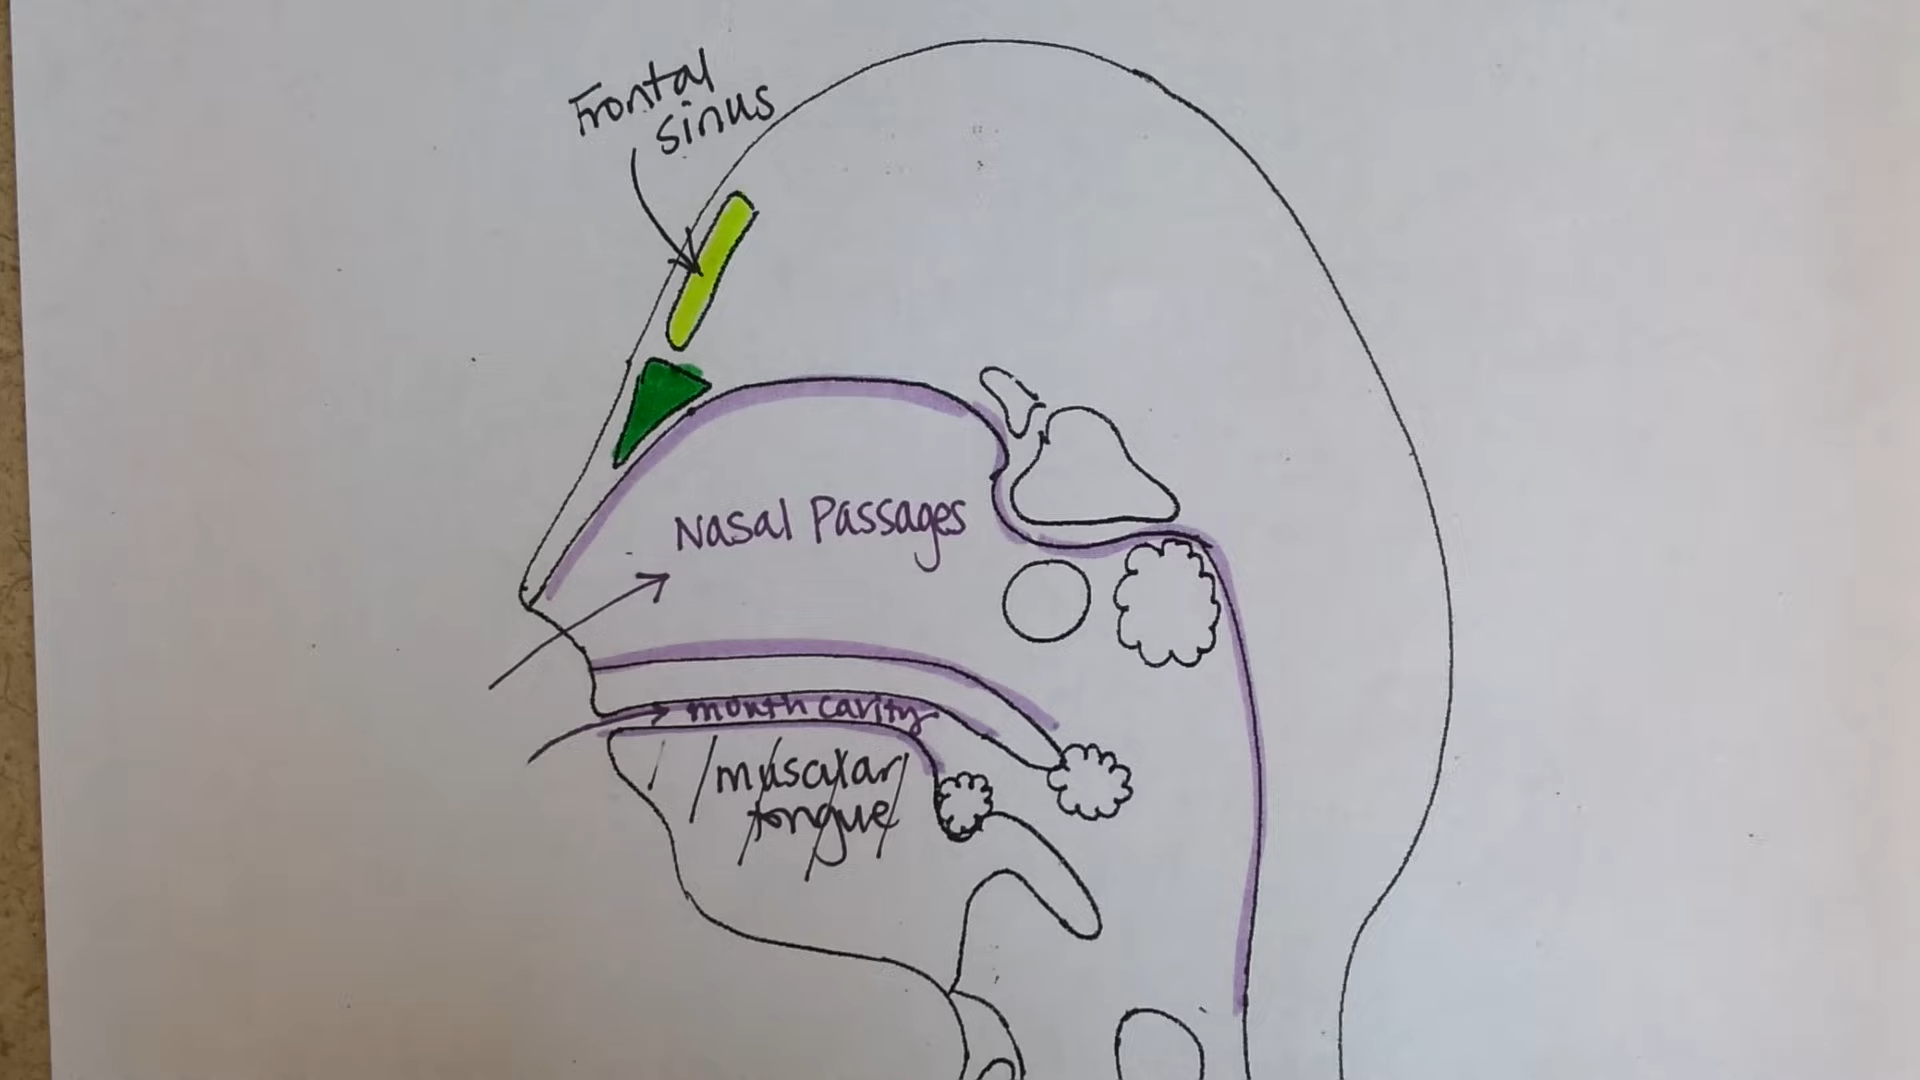 Frontal
sinus
Nasal Passages
mouth cavity
muscular
tongue